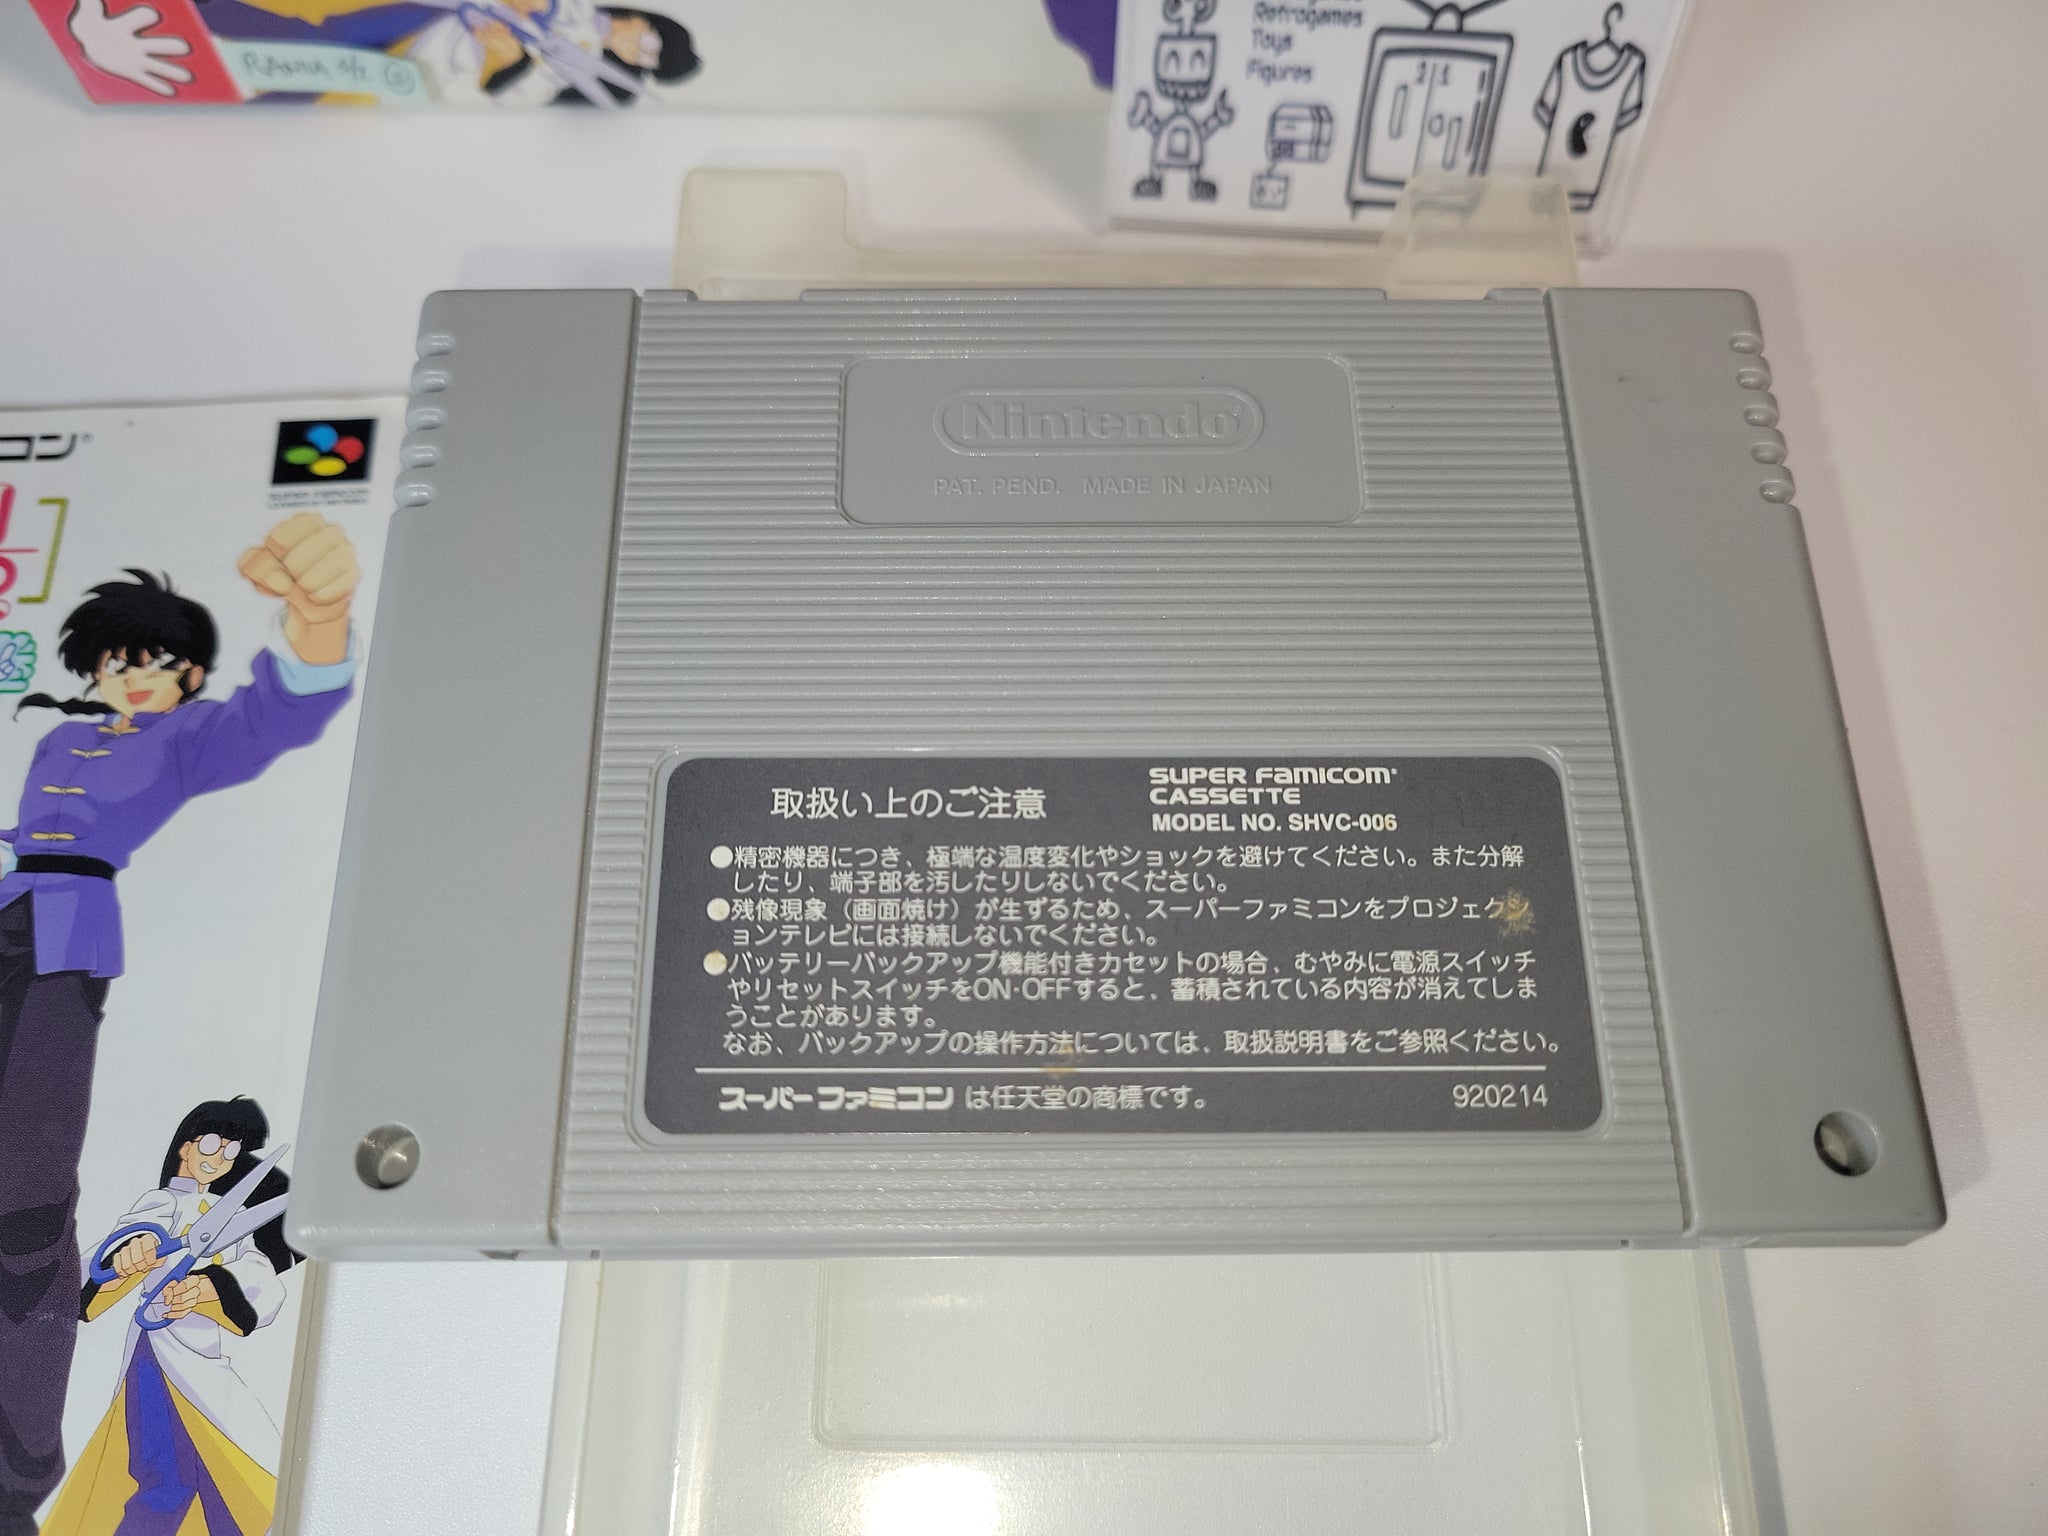 RANMA 1/2
Retrogames
Toys
Figures
コン
SUPER FAMICOM
Nintendo
PAT. PEND. MADE IN JAPAN
取扱い上のご注意
SUPER FAMICOM
CASSETTE
MODEL NO. SHVC-006
●精密機器につき、極端な温度変化やショックを避けてください。また分解
したり、端子部を汚したりしないでください。
●残像現象（画面焼け）が生ずるため、スーパーファミコンをプロジェクシ
ョンテレビには接続しないでください。
●バッテリーバックアップ機能付きカセットの場合、むやみに電源スイッチ
やリセットスイッチをON・OFFすると、蓄積されている内容が消えてしま
うことがあります。
なお、バックアップの操作方法については、取扱説明書をご参照ください。
スーパーファミコン は任天堂の商標です。
920214